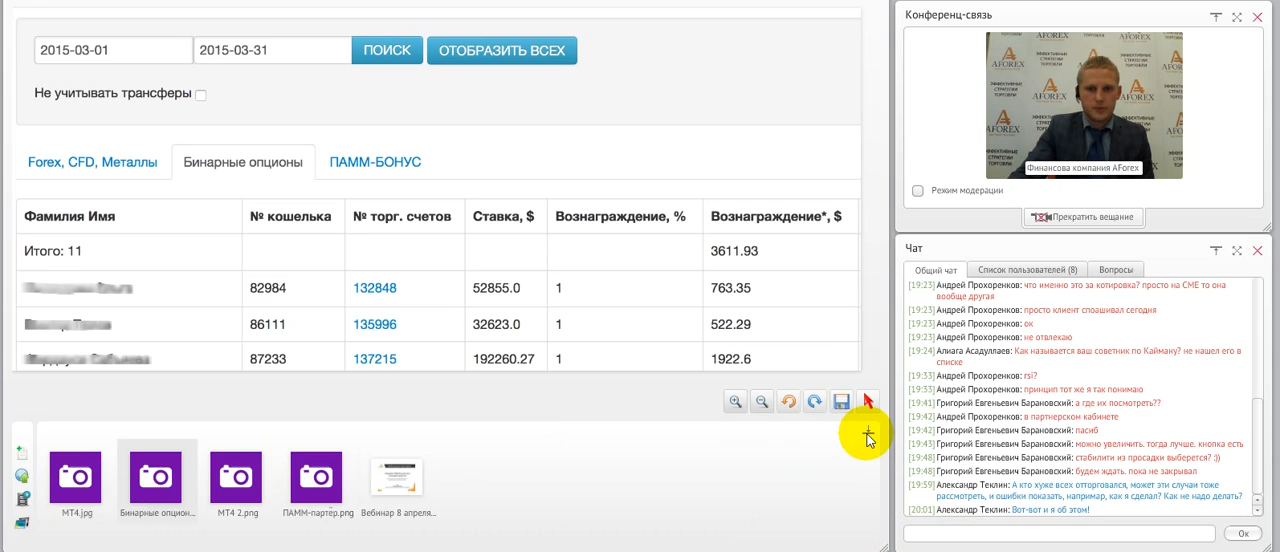 2015-03-01 2015-03-31 ПОИСК ОТОБРАЗИТЬ ВСЕХ
Не учитывать трансферы
Forex, CFD, Металлы Бинарные опционы ПАММ-БОНУС
Фамилия Имя № кошелька № торг. счетов Ставка, $ Вознаграждение, % Вознаграждение*, $
Итого: 11 3611.93
82984 132848 52855.0 1 763.35
86111 135996 32623.0 1 522.29
87233 137215 192260.27 1 1922.6
MT4.jpg Бинарные опцион... MT4 2.png ПАММ-партер.png Вебинар 8 апреля...
Конференц-связь
AFOREX
ЭФФЕКТИВНЫЕ СТРАТЕГИИ ТОРГОВЛИ
Финансова компания AForex
Режим модерации
Прекратить вещание
Чат
Общий чат Список пользователей (8) Вопросы
[19:23] Андрей Прохоренков: что именно это за котировка? просто на CME то она
вообще другая
[19:23] Андрей Прохоренков: просто клиент споашивал сегодня
[19:23] Андрей Прохоренков: ок
[19:23] Андрей Прохоренков: не отвлекаю
[19:24] Алиага Асадуллаев: Как называется ваш советник по Кайману? не нашел его в
списке
[19:33] Андрей Прохоренков: rsi?
[19:33] Андрей Прохоренков: принцип тот же я так понимаю
[19:41] Григорий Евгеньевич Барановский: а где их посмотреть??
[19:42] Андрей Прохоренков: в партнерском кабинете
[19:42] Григорий Евгеньевич Барановский: пасиб
[19:43] Григорий Евгеньевич Барановский: можно увеличить. тогда лучше. кнопка есть
[19:48] Григорий Евгеньевич Барановский: стабилити из просадки выберется? :))
[19:48] Григорий Евгеньевич Барановский: будем ждать. пока не закрывал
[19:59] Александр Теклин: А кто хуже всех отторговался, может эти случаи тоже
рассмотреть, и ошибки показать, напримар, как я сделал? Как не надо делать?
[20:01] Александр Теклин: Вот-вот и я об этом!
Ок